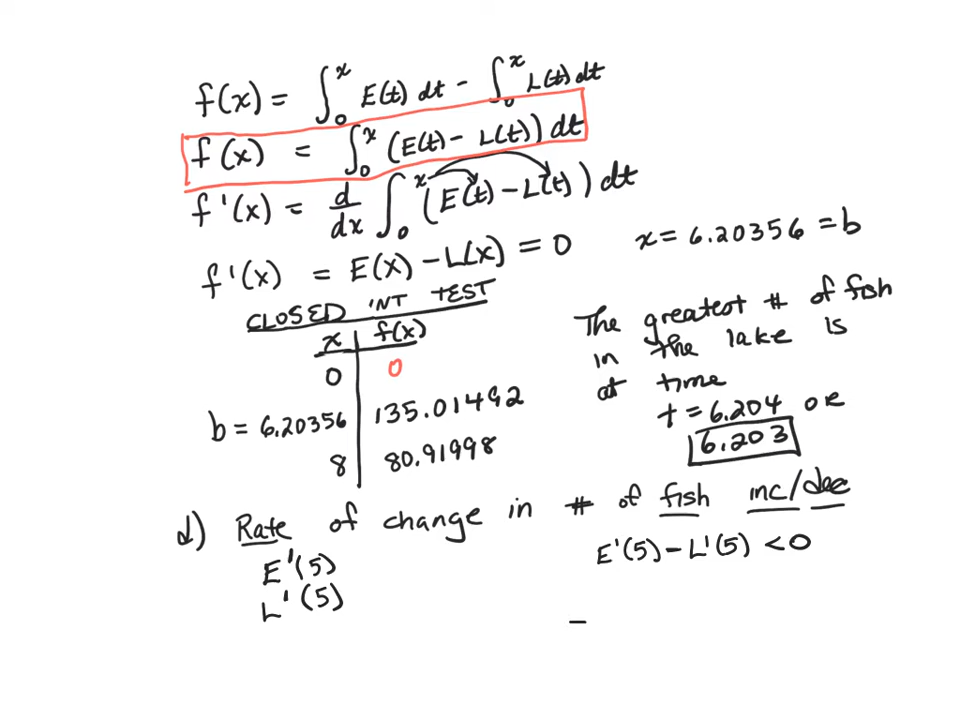 f(x) = ∫₀ˣ E(t) dt - ∫₀ˣ L(t) dt
f(x) = ∫₀ˣ (E(t) - L(t)) dt
f'(x) = d/dx ∫₀ˣ (E(t) - L(t)) dt
x = 6.20356 = b
f'(x) = E(x) - L(x) = 0
CLOSED INT TEST
x f(x)
0 0
b = 6.20356 135.01492
8 80.91998
The greatest # of fish
in the lake is
at time
t = 6.204 or
6.203
d) Rate of change in # of fish inc/dec
E'(5)
L'(5)
E'(5) - L'(5) < 0
–